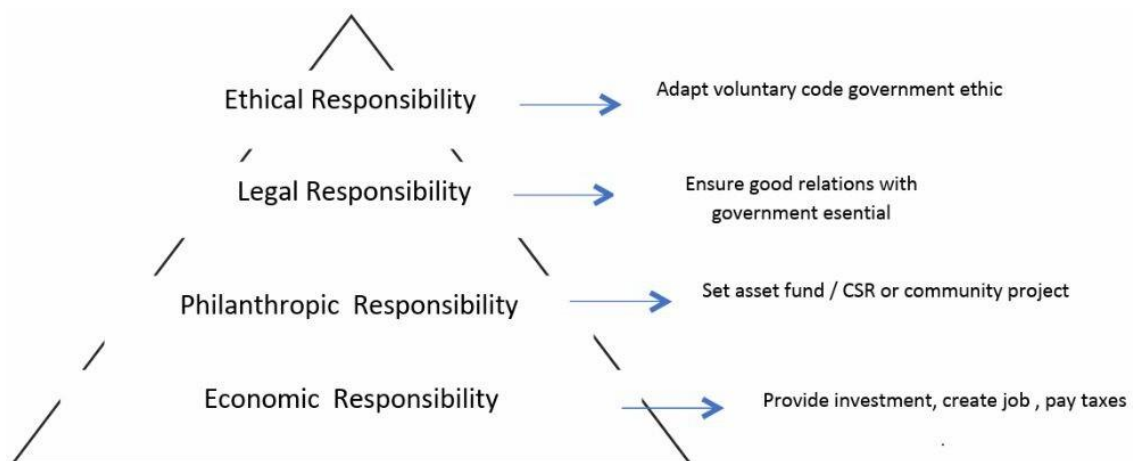 Ethical Responsibility
Adapt voluntary code government ethic
Legal Responsibility
Ensure good relations with
government esential
Philanthropic Responsibility
Set asset fund / CSR or community project
Economic Responsibility
Provide investment, create job , pay taxes
.